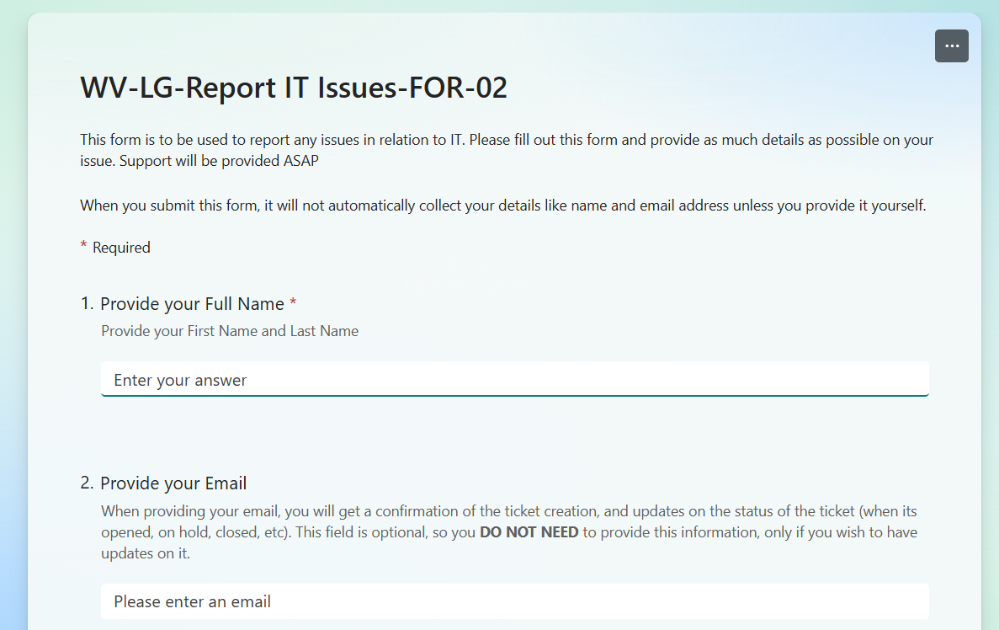 ...
WV-LG-Report IT Issues-FOR-02
This form is to be used to report any issues in relation to IT. Please fill out this form and provide as much details as possible on your
issue. Support will be provided ASAP
When you submit this form, it will not automatically collect your details like name and email address unless you provide it yourself.
* Required
1. Provide your Full Name *
Provide your First Name and Last Name
Enter your answer
2. Provide your Email
When providing your email, you will get a confirmation of the ticket creation, and updates on the status of the ticket (when its
opened, on hold, closed, etc). This field is optional, so you DO NOT NEED to provide this information, only if you wish to have
updates on it.
Please enter an email